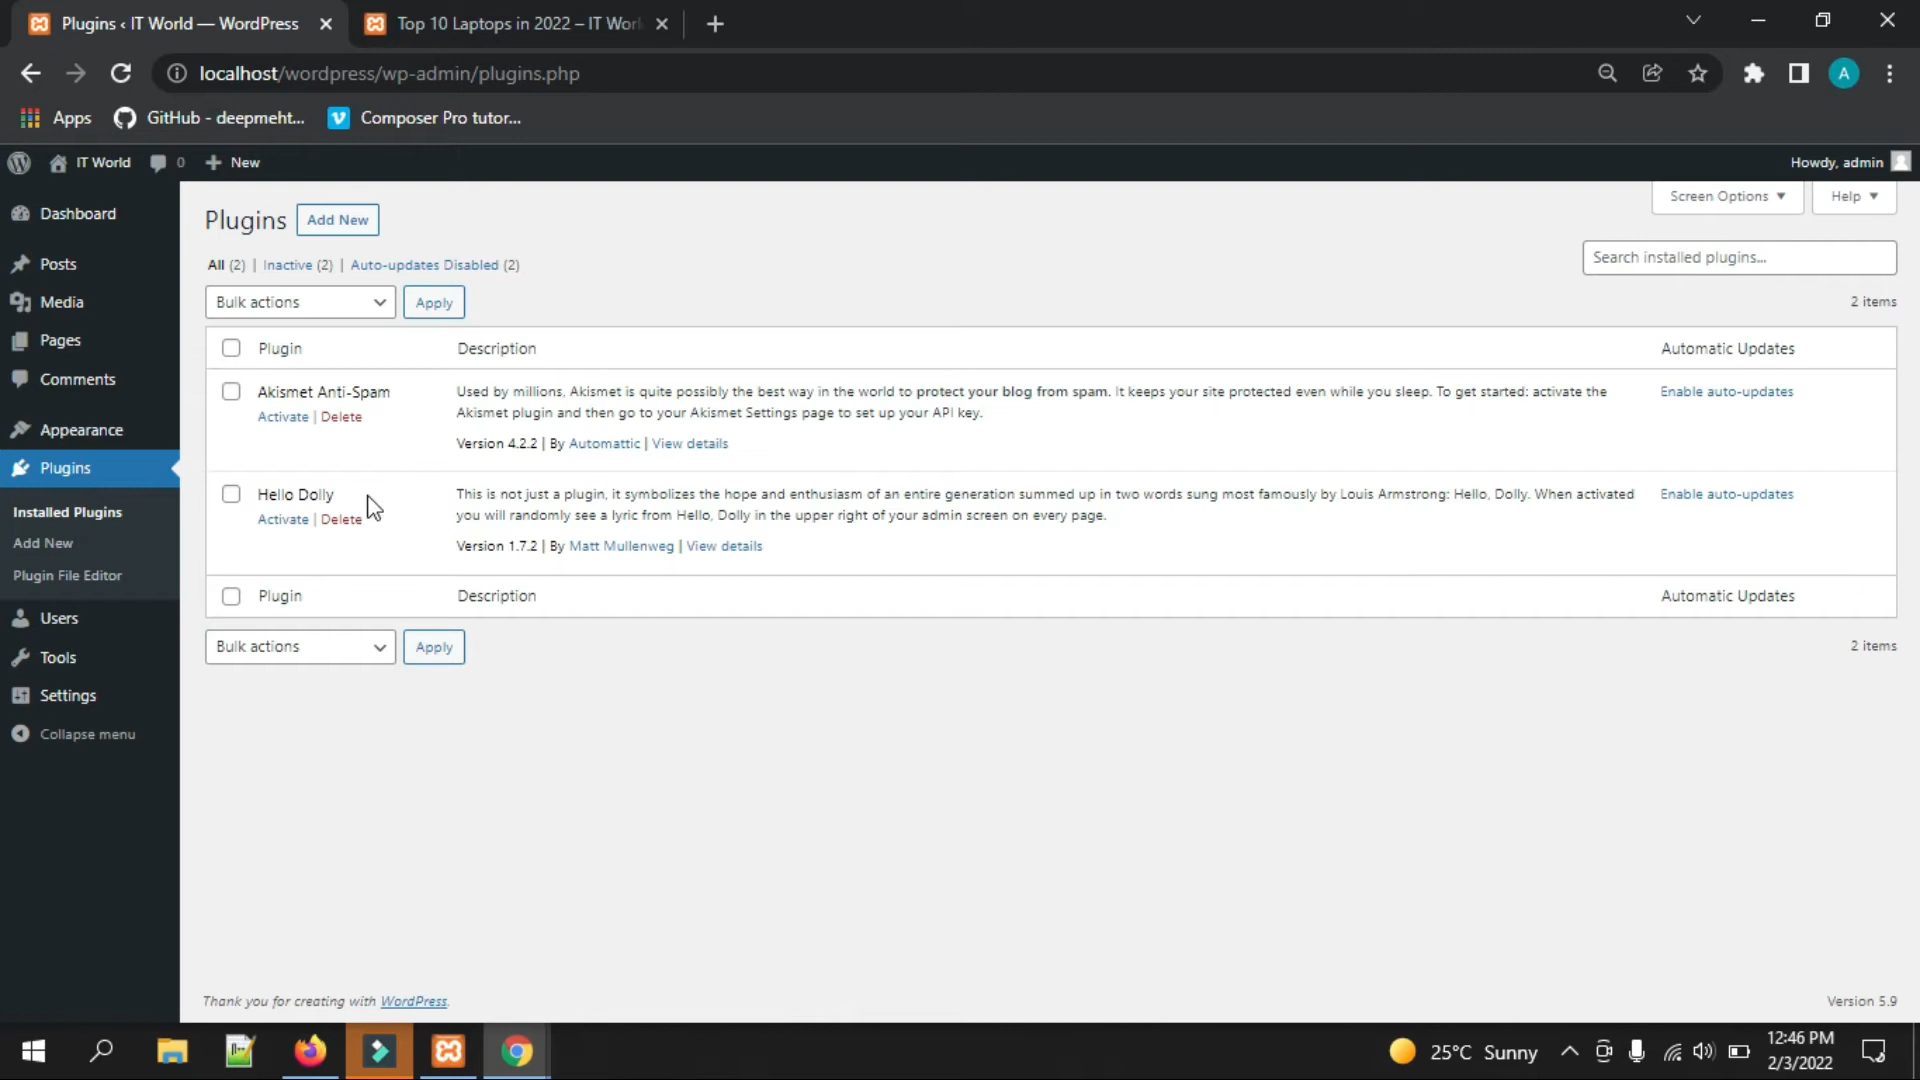 Plugins ‹ IT World — WordPress
Top 10 Laptops in 2022 – IT Worl
localhost/wordpress/wp-admin/plugins.php
A
Apps
GitHub - deepmeht...
Composer Pro tutor...
IT World
0
New
Howdy, admin
Dashboard
Posts
Media
Pages
Comments
Appearance
Plugins
Installed Plugins
Add New
Plugin File Editor
Users
Tools
Settings
Collapse menu
Screen Options
Help
Plugins
Add New
All (2) | Inactive (2) | Auto-updates Disabled (2)
Search installed plugins...
Bulk actions
Apply
2 items
Plugin
Description
Automatic Updates
Akismet Anti-Spam
Activate | Delete
Used by millions, Akismet is quite possibly the best way in the world to protect your blog from spam. It keeps your site protected even while you sleep. To get started: activate the
Akismet plugin and then go to your Akismet Settings page to set up your API key.
Version 4.2.2 | By Automattic | View details
Enable auto-updates
Hello Dolly
Activate | Delete
This is not just a plugin, it symbolizes the hope and enthusiasm of an entire generation summed up in two words sung most famously by Louis Armstrong: Hello, Dolly. When activated
you will randomly see a lyric from Hello, Dolly in the upper right of your admin screen on every page.
Version 1.7.2 | By Matt Mullenweg | View details
Enable auto-updates
Plugin
Description
Automatic Updates
Bulk actions
Apply
2 items
Thank you for creating with WordPress.
Version 5.9
25°C Sunny
12:46 PM
2/3/2022